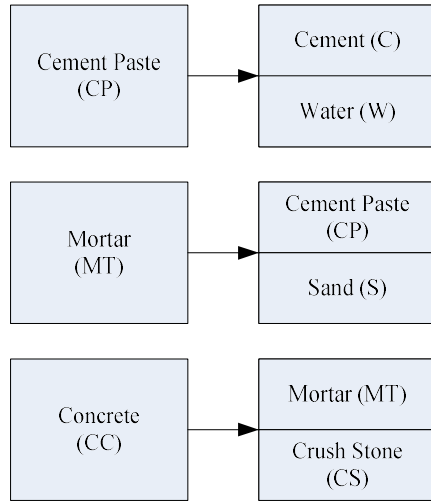 Cement Paste
(CP)
Cement (C)
Water (W)
Mortar
(MT)
Cement Paste
(CP)
Sand (S)
Concrete
(CC)
Mortar (MT)
Crush Stone
(CS)